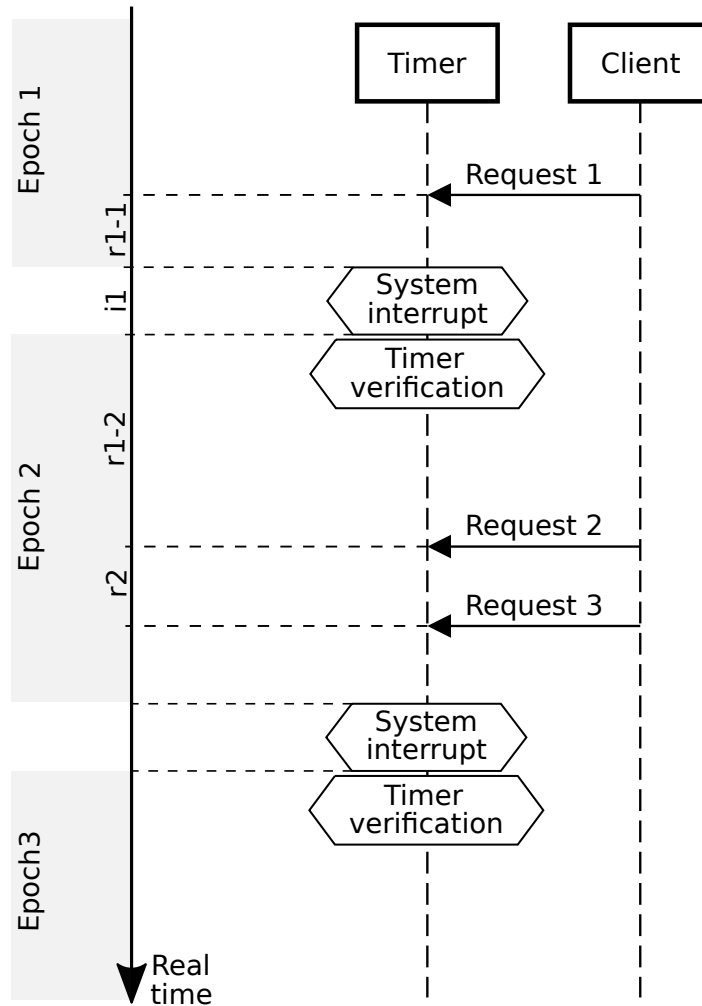 Timer
Client
Epoch 1
Request 1
r1-1
System
interrupt
i1
Timer
verification
r1-2
Epoch 2
Request 2
r2
Request 3
System
interrupt
Timer
verification
Epoch3
Real
time